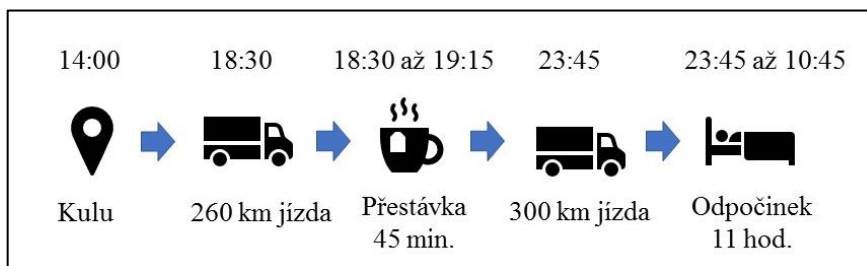 14:00 18:30 18:30 až 19:15 23:45 23:45 až 10:45
Kulu 260 km jízda Přestávka 300 km jízda Odpočinek
45 min. 11 hod.